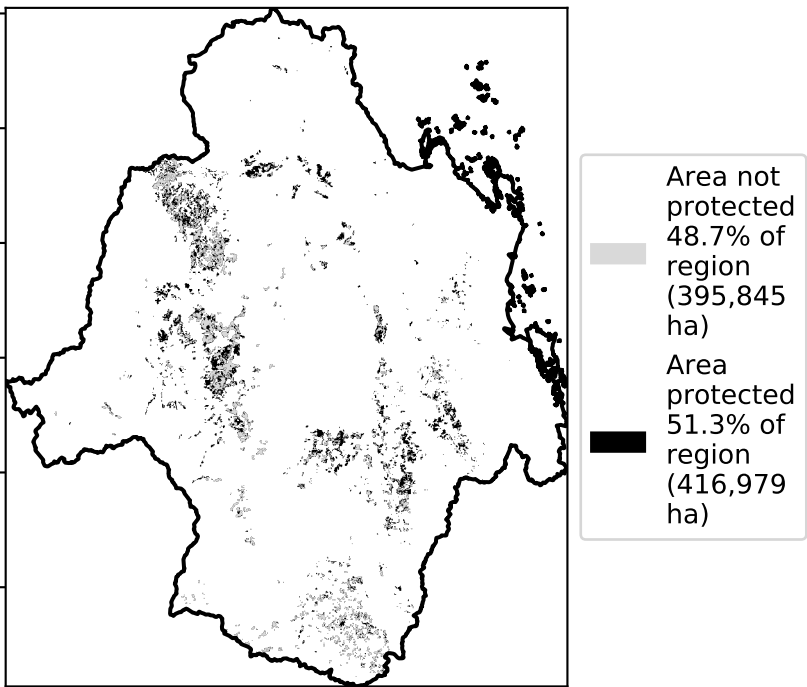 Area not
protected
48.7% of
region
(395,845
ha)
Area
protected
51.3% of
region
(416,979
ha)